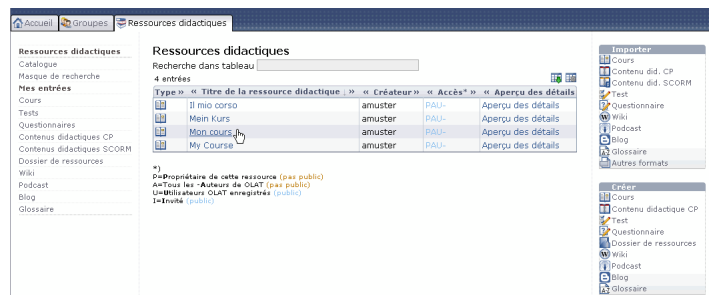 Accueil Groupes Ressources didactiques
Ressources didactiques
Catalogue
Masque de recherche
Mes entrées
Cours
Tests
Questionnaires
Contenus didactiques CP
Contenus didactiques SCORM
Dossier de ressources
Wiki
Podcast
Blog
Glossaire
Ressources didactiques
Recherche dans tableau
4 entrées
Type » « Titre de la ressource didactique ↓ » « Créateur » « Accès* » « Aperçu des détails
Il mio corso amuster PAU- Aperçu des détails
Mein Kurs amuster PAU- Aperçu des détails
Mon cours amuster PAU- Aperçu des détails
My Course amuster PAU- Aperçu des détails
*)
P=Propriétaire de cette ressource (pas public)
A=Tous les -Auteurs de OLAT (pas public)
U=Utilisateurs OLAT enregistrés (public)
I=Invité (public)
Importer
Cours
Contenu did. CP
Contenu did. SCORM
Test
Questionnaire
Wiki
Podcast
Blog
Glossaire
Autres formats
Créer
Cours
Contenu didactique CP
Test
Questionnaire
Dossier de ressources
Wiki
Podcast
Blog
Glossaire